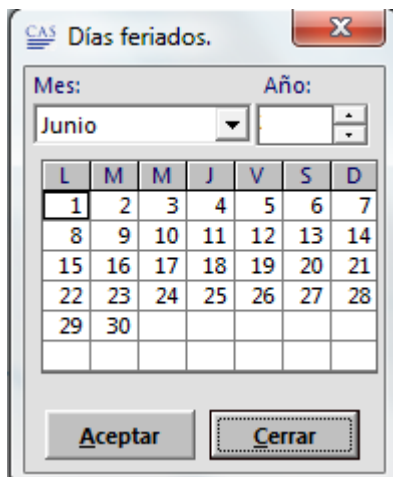 CAS Días feriados.
Mes: Año:
Junio
L M M J V S D
1 2 3 4 5 6 7
8 9 10 11 12 13 14
15 16 17 18 19 20 21
22 23 24 25 26 27 28
29 30
Aceptar Cerrar